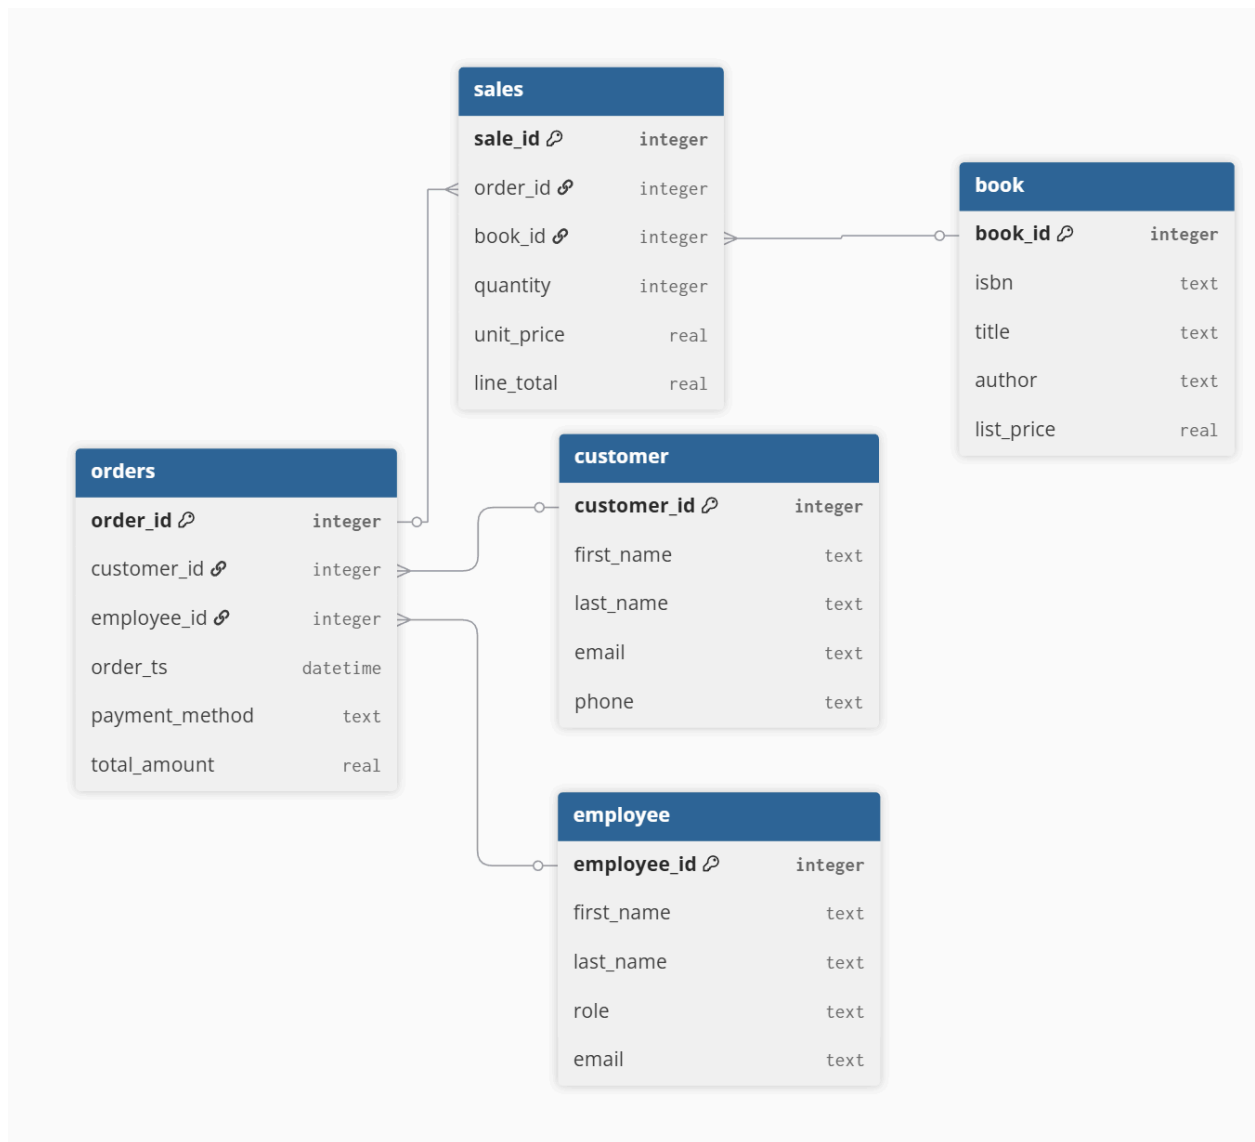 sales
sale_id integer
order_id integer
book_id integer
quantity integer
unit_price real
line_total real
book
book_id integer
isbn text
title text
author text
list_price real
orders
order_id integer
customer_id integer
employee_id integer
order_ts datetime
payment_method text
total_amount real
customer
customer_id integer
first_name text
last_name text
email text
phone text
employee
employee_id integer
first_name text
last_name text
role text
email text